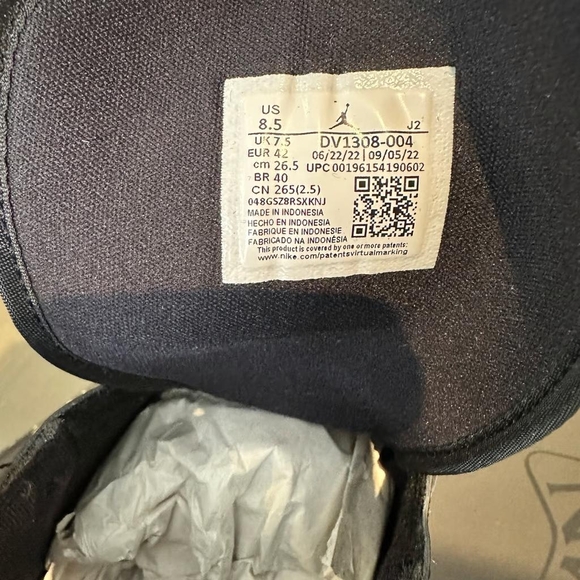 US
8.5 J2
UK 7.5 DV1308-004
EUR 42 06/22/22 | 09/05/22
cm 26.5 UPC 00196154190602
BR 40
CN 265(2.5)
048GSZ8RSXKNJ
MADE IN INDONESIA
HECHO EN INDONESIA
FABRIQUE EN INDONESIE
FABRICADO NA INDONÉSIA
This product is covered by one or more patents:
www.nike.com/patentsvirtualmarking